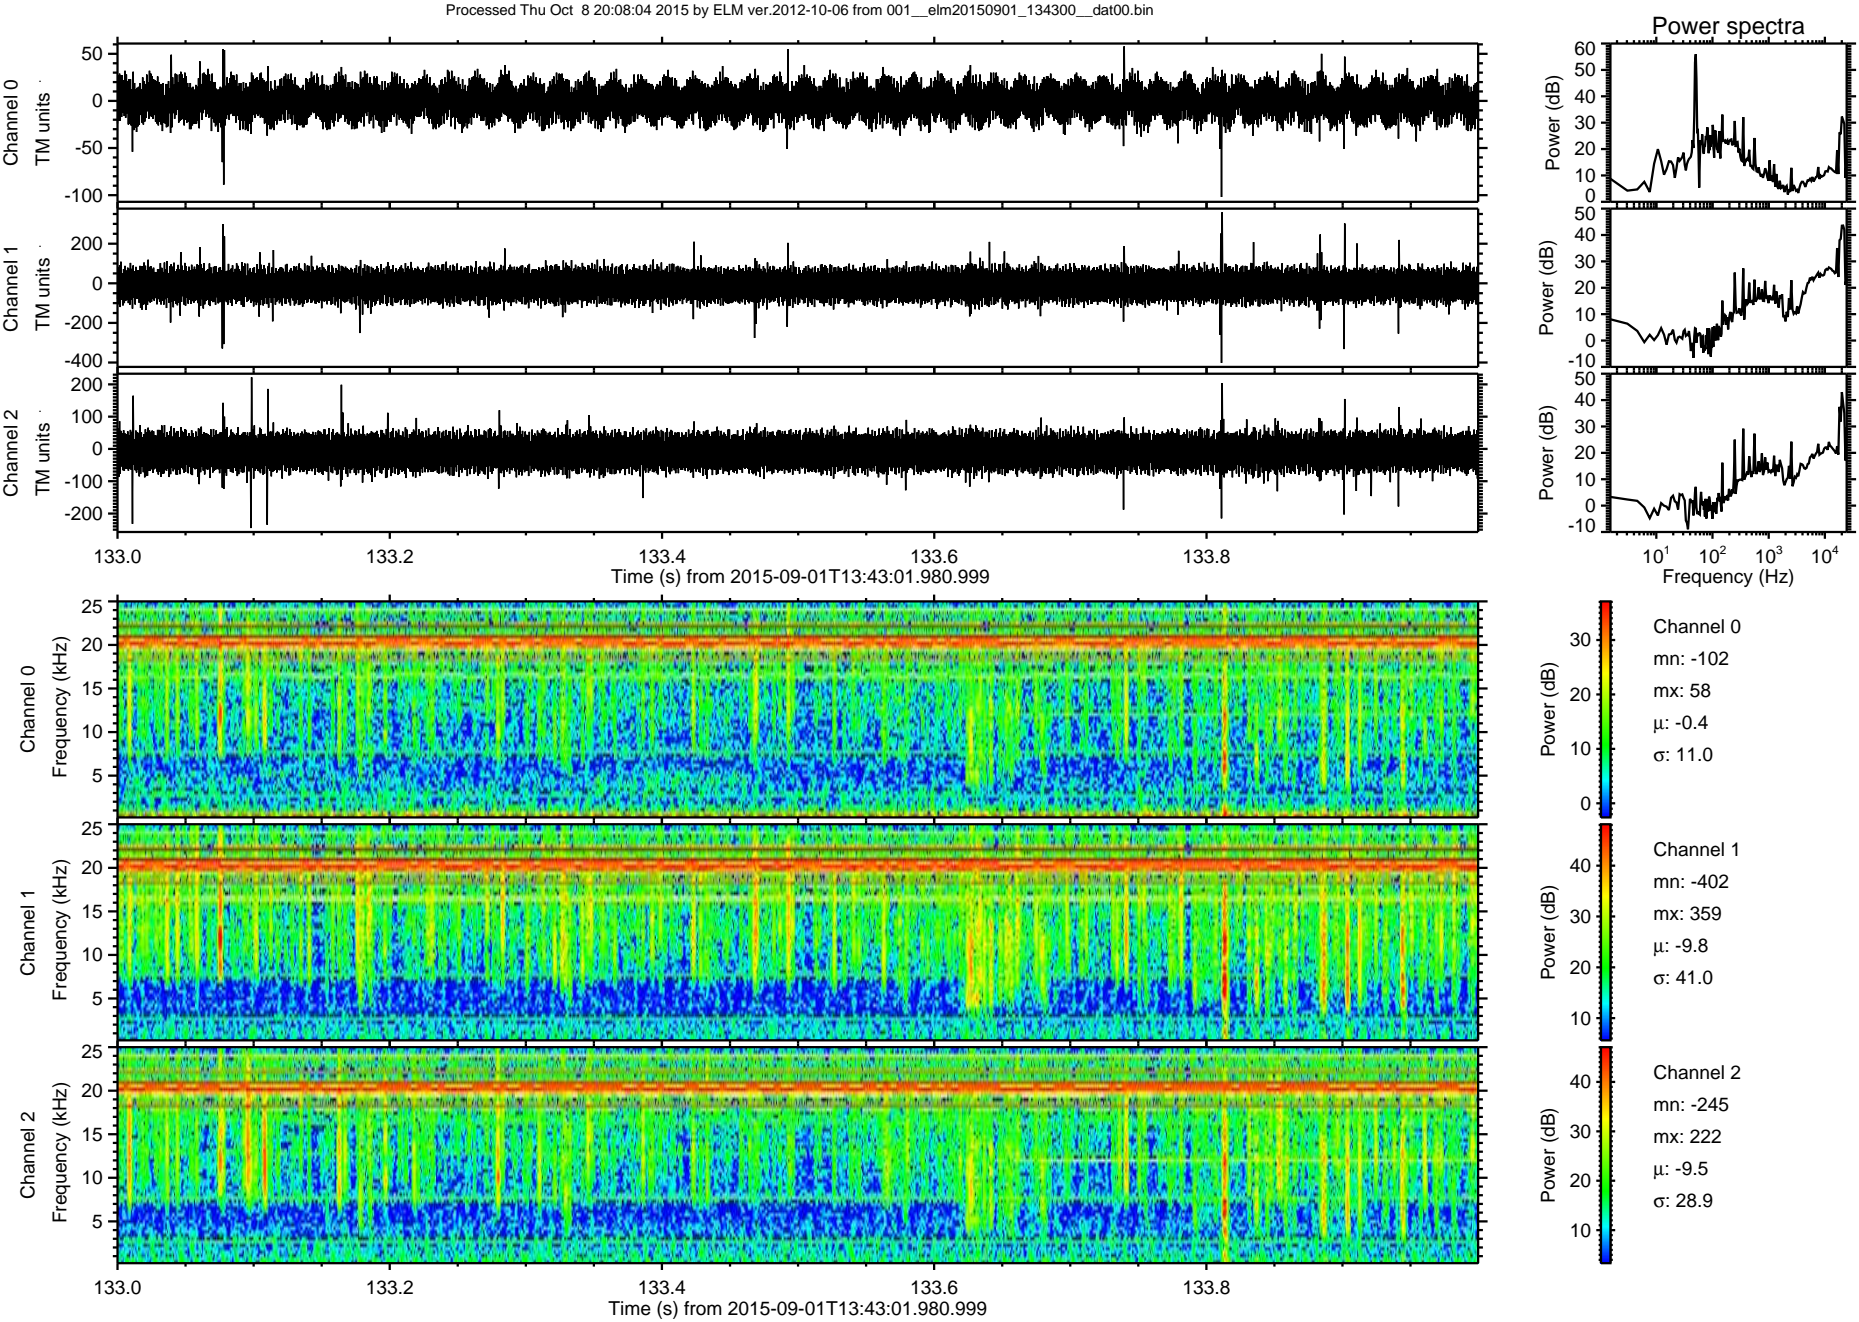 Processed Thu Oct  8 20:08:04 2015 by ELM ver.2012-10-06 from 001__elm20150901_134300__dat00.bin
Power spectra
Channel 0
TM units
50
0
-50
-100
Power (dB)
60
50
40
30
20
10
0
Channel 1
TM units
200
0
-200
-400
Power (dB)
50
40
30
20
10
0
-10
Channel 2
TM units
200
100
0
-100
-200
Power (dB)
50
40
30
20
10
0
-10
133.0 133.2 133.4 133.6 133.8
Time (s) from 2015-09-01T13:43:01.980.999
10^1 10^2 10^3 10^4
Frequency (Hz)
Channel 0
Frequency (kHz)
25
20
15
10
5
Power (dB)
30
20
10
0
Channel 0
mn: -102
mx: 58
μ: -0.4
σ: 11.0
Channel 1
Frequency (kHz)
25
20
15
10
5
Power (dB)
40
30
20
10
Channel 1
mn: -402
mx: 359
μ: -9.8
σ: 41.0
Channel 2
Frequency (kHz)
25
20
15
10
5
Power (dB)
40
30
20
10
Channel 2
mn: -245
mx: 222
μ: -9.5
σ: 28.9
133.0 133.2 133.4 133.6 133.8
Time (s) from 2015-09-01T13:43:01.980.999